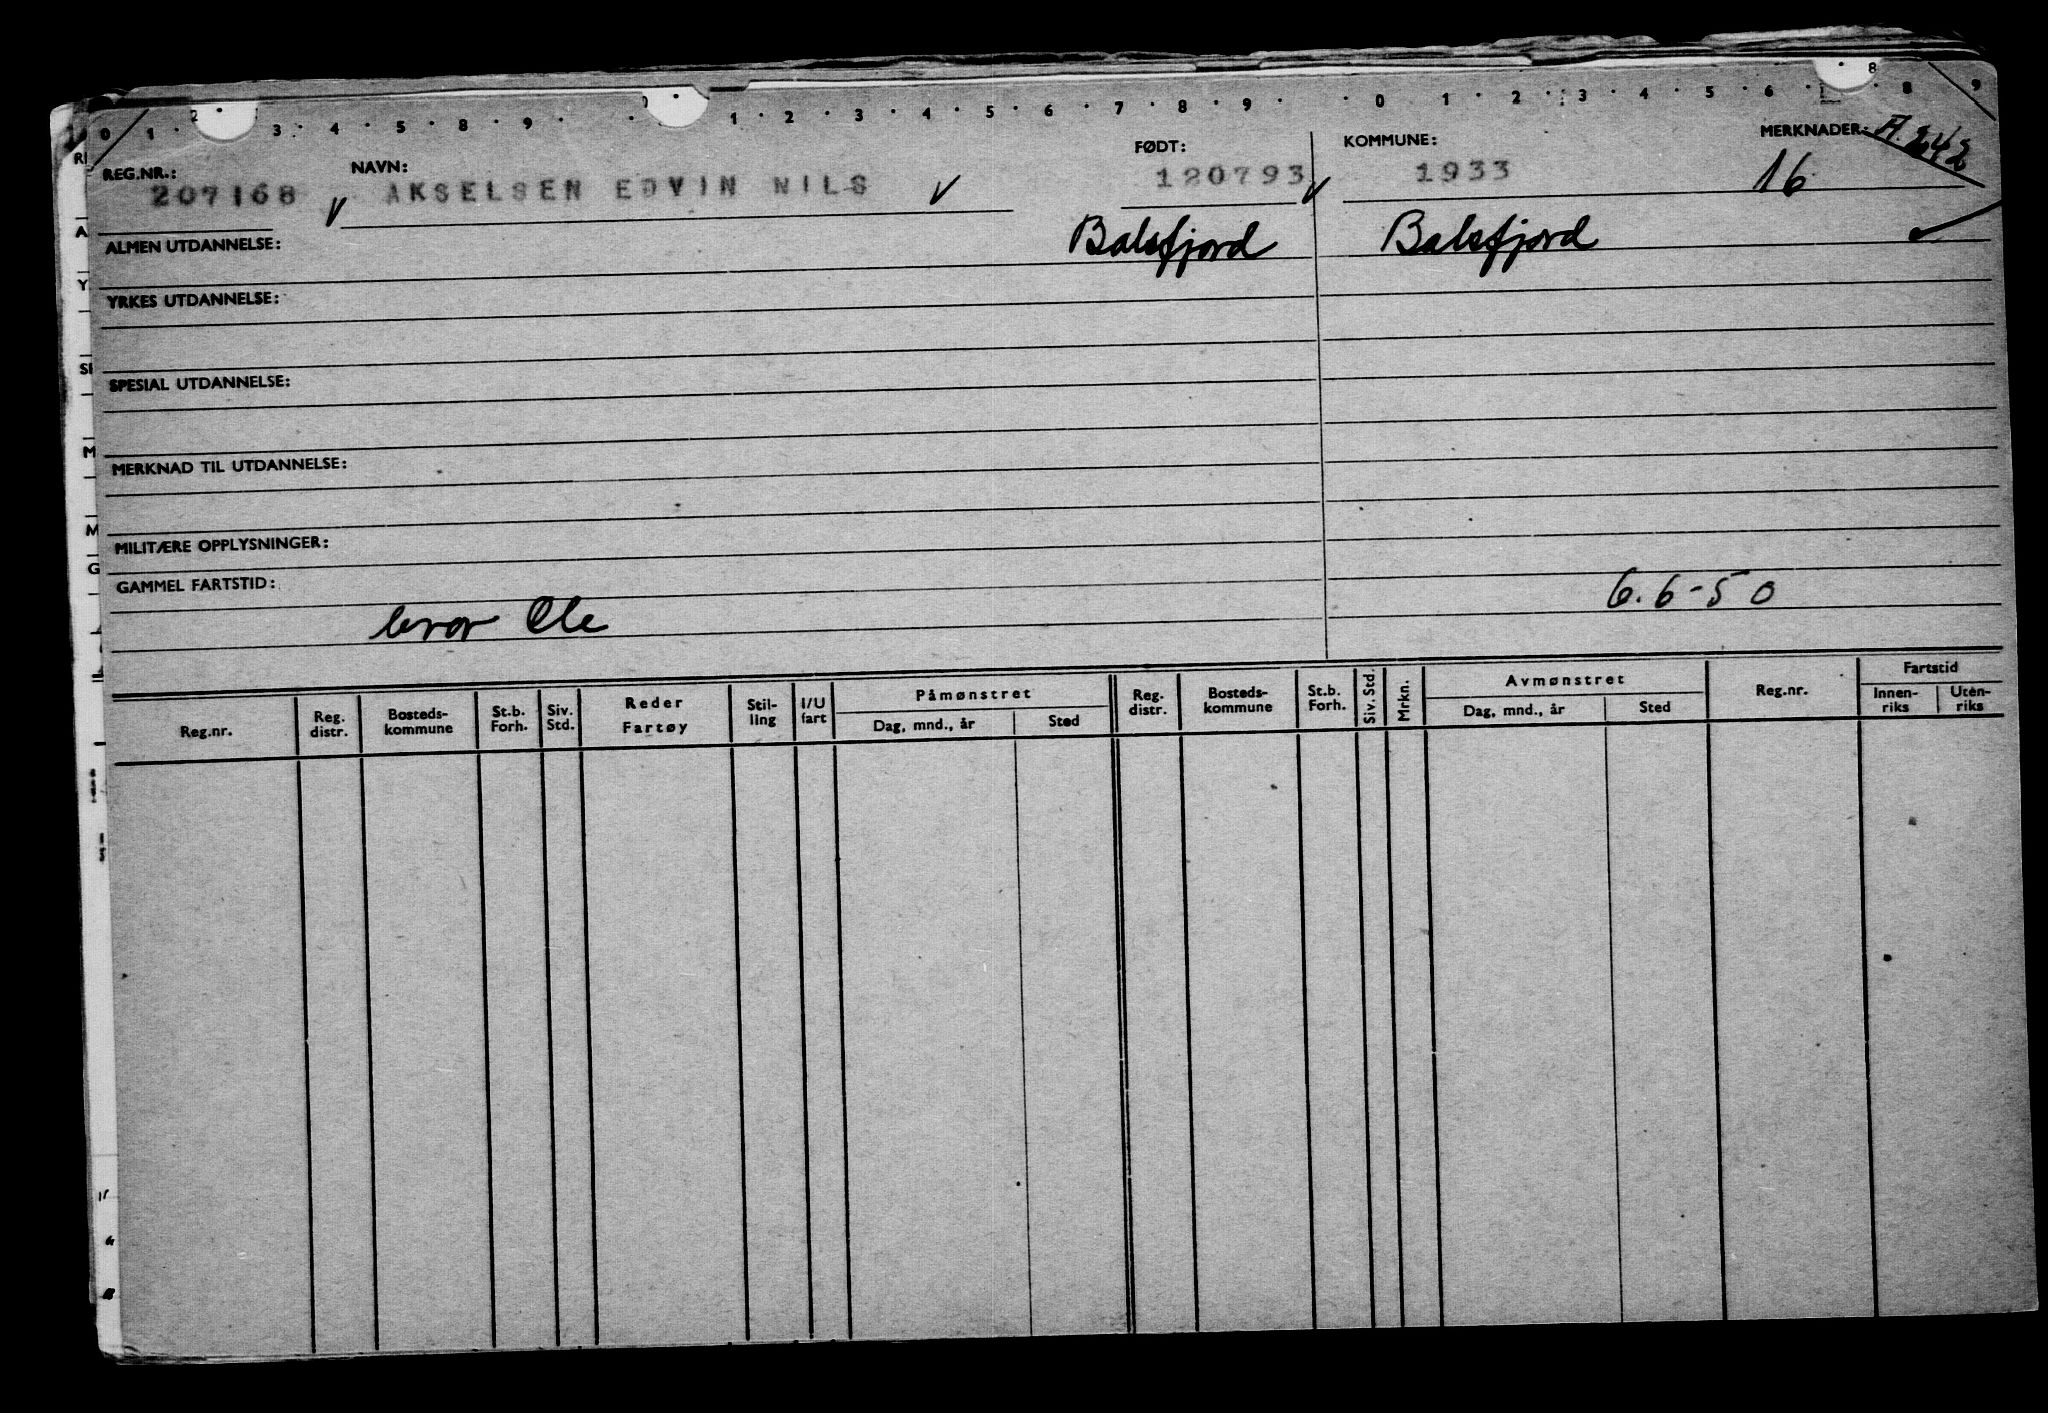 0 1 2 3 4 5 8 9 0 1 2 3 4 5 6 7 8 9 0 1 2 3 4 5 6 1 8 8 9
REG.NR.: NAVN: FØDT: KOMMUNE: MERKNADER: A 242
207168 AKSELSEN EDVIN NILS 120793 1933 16
ALMEN UTDANNELSE: Balsfjord Balsfjord
YRKES UTDANNELSE:
SPESIAL UTDANNELSE:
MERKNAD TIL UTDANNELSE:
MILITÆRE OPPLYSNINGER:
GAMMEL FARTSTID: 6.6-50
bror Ole
Reg.nr. Reg. distr. Bosteds-kommune St.b. Forh. Siv. Std. Reder Fartøy Stil-ling I/U fart Påmønstret Dag, mnd., år Sted Reg. distr. Bosteds-kommune St.b. Forh. Siv. Std. Mrkn. Avmønstret Dag, mnd., år Sted Reg.nr. Fartstid Innen-riks Uten-riks